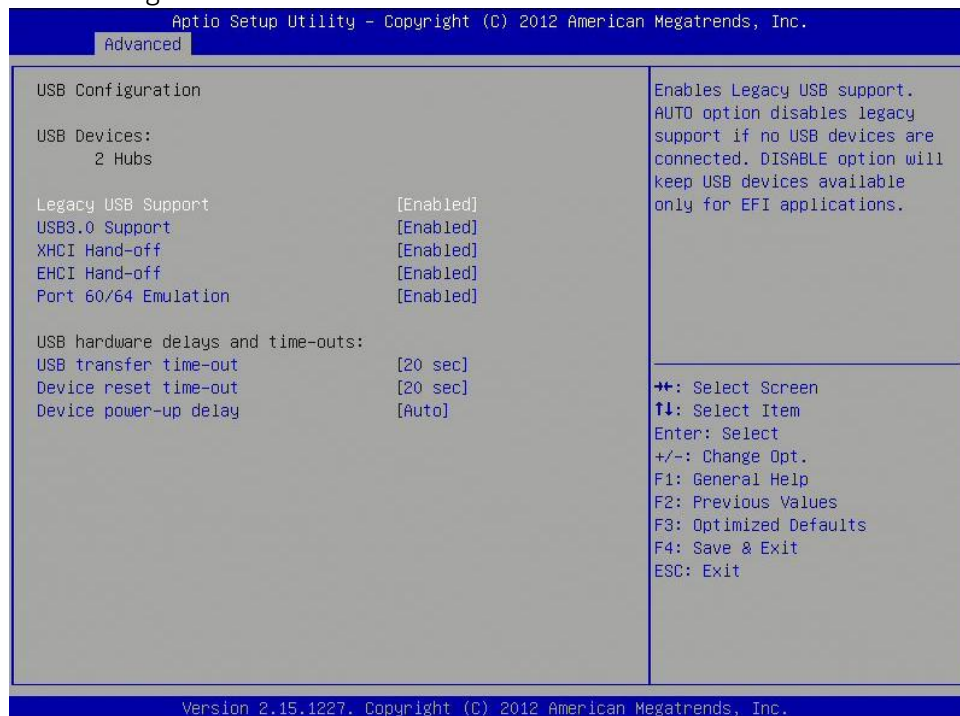 Aptio Setup Utility – Copyright (C) 2012 American Megatrends, Inc.
Advanced
USB Configuration
USB Devices:
2 Hubs
Legacy USB Support [Enabled]
USB3.0 Support [Enabled]
XHCI Hand-off [Enabled]
EHCI Hand-off [Enabled]
Port 60/64 Emulation [Enabled]
USB hardware delays and time-outs:
USB transfer time-out [20 sec]
Device reset time-out [20 sec]
Device power-up delay [Auto]
Enables Legacy USB support.
AUTO option disables legacy
support if no USB devices are
connected. DISABLE option will
keep USB devices available
only for EFI applications.
→←: Select Screen
↑↓: Select Item
Enter: Select
+/-: Change Opt.
F1: General Help
F2: Previous Values
F3: Optimized Defaults
F4: Save & Exit
ESC: Exit
Version 2.15.1227. Copyright (C) 2012 American Megatrends, Inc.